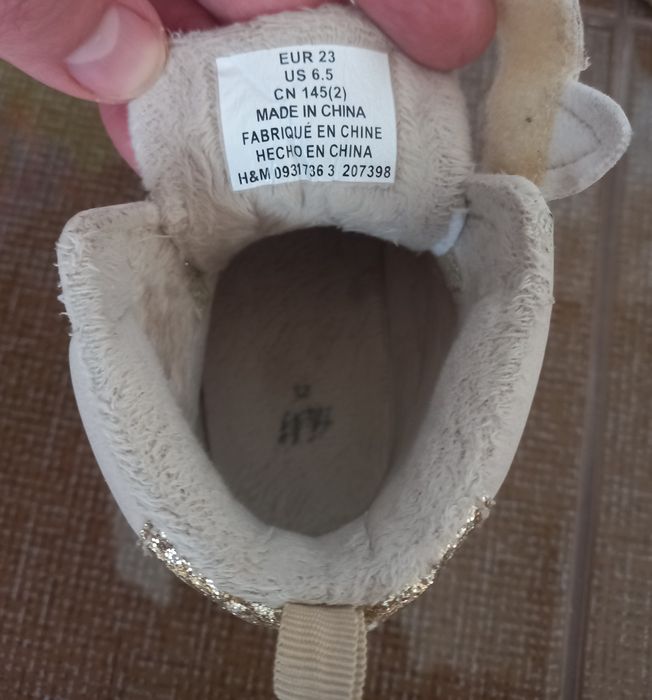 EUR 23
US 6.5
CN 145(2)
MADE IN CHINA
FABRIQUÉ EN CHINE
HECHO EN CHINA
H&M 0931736 3 207398
H&M